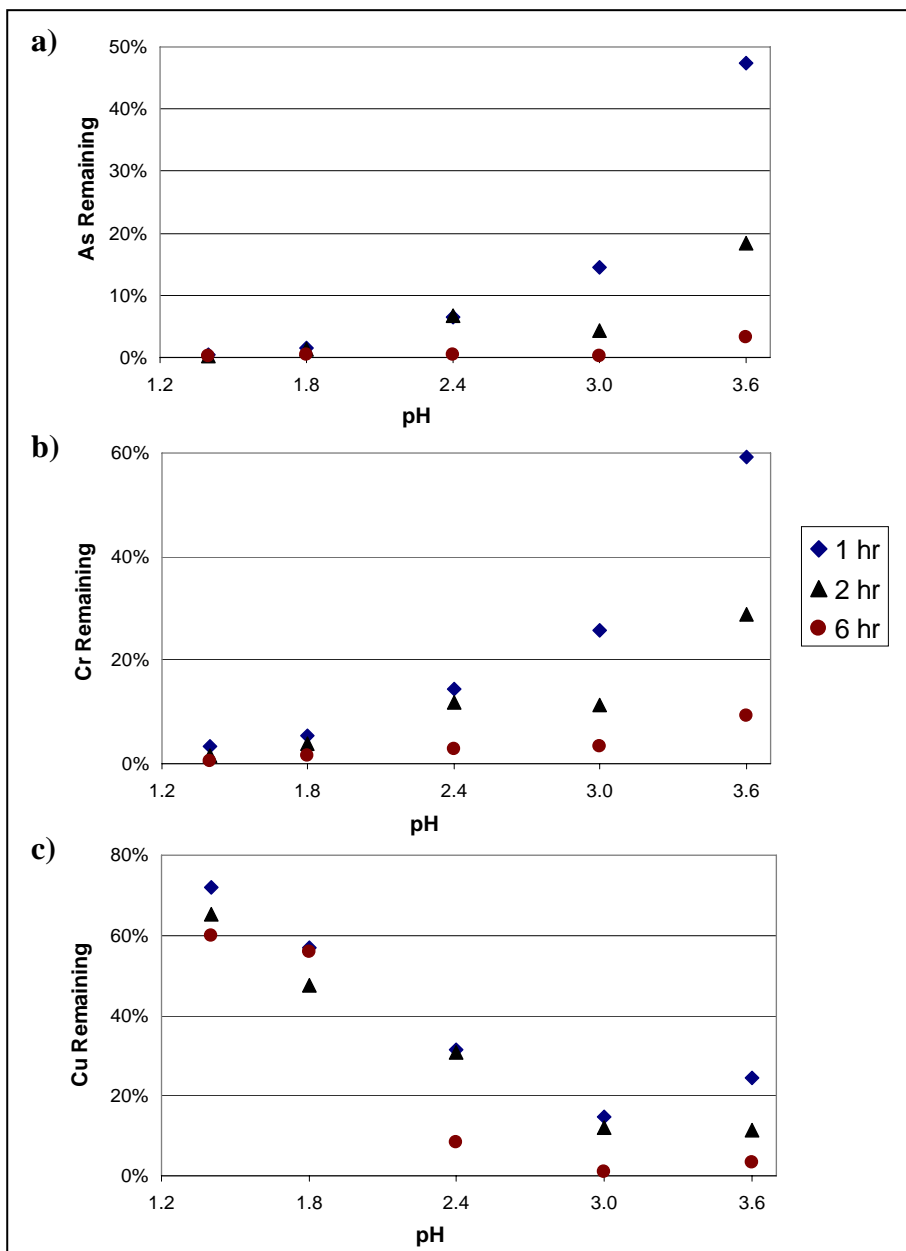 a)
50%
40%
30%
20%
10%
0%
As Remaining
1.2 1.8 2.4 3.0 3.6
pH
b)
60%
40%
20%
0%
Cr Remaining
1.2 1.8 2.4 3.0 3.6
pH
1 hr
2 hr
6 hr
c)
80%
60%
40%
20%
0%
Cu Remaining
1.2 1.8 2.4 3.0 3.6
pH